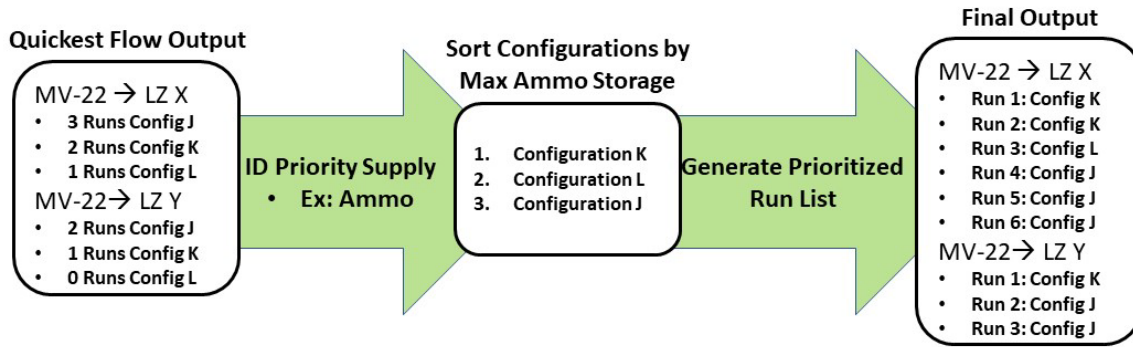 Quickest Flow Output
MV-22 → LZ X
• 3 Runs Config J
• 2 Runs Config K
• 1 Runs Config L
MV-22→ LZ Y
• 2 Runs Config J
• 1 Runs Config K
• 0 Runs Config L
ID Priority Supply
• Ex: Ammo
Sort Configurations by
Max Ammo Storage
1. Configuration K
2. Configuration L
3. Configuration J
Generate Prioritized
Run List
Final Output
MV-22 → LZ X
• Run 1: Config K
• Run 2: Config K
• Run 3: Config L
• Run 4: Config J
• Run 5: Config J
• Run 6: Config J
MV-22→ LZ Y
• Run 1: Config K
• Run 2: Config J
• Run 3: Config J